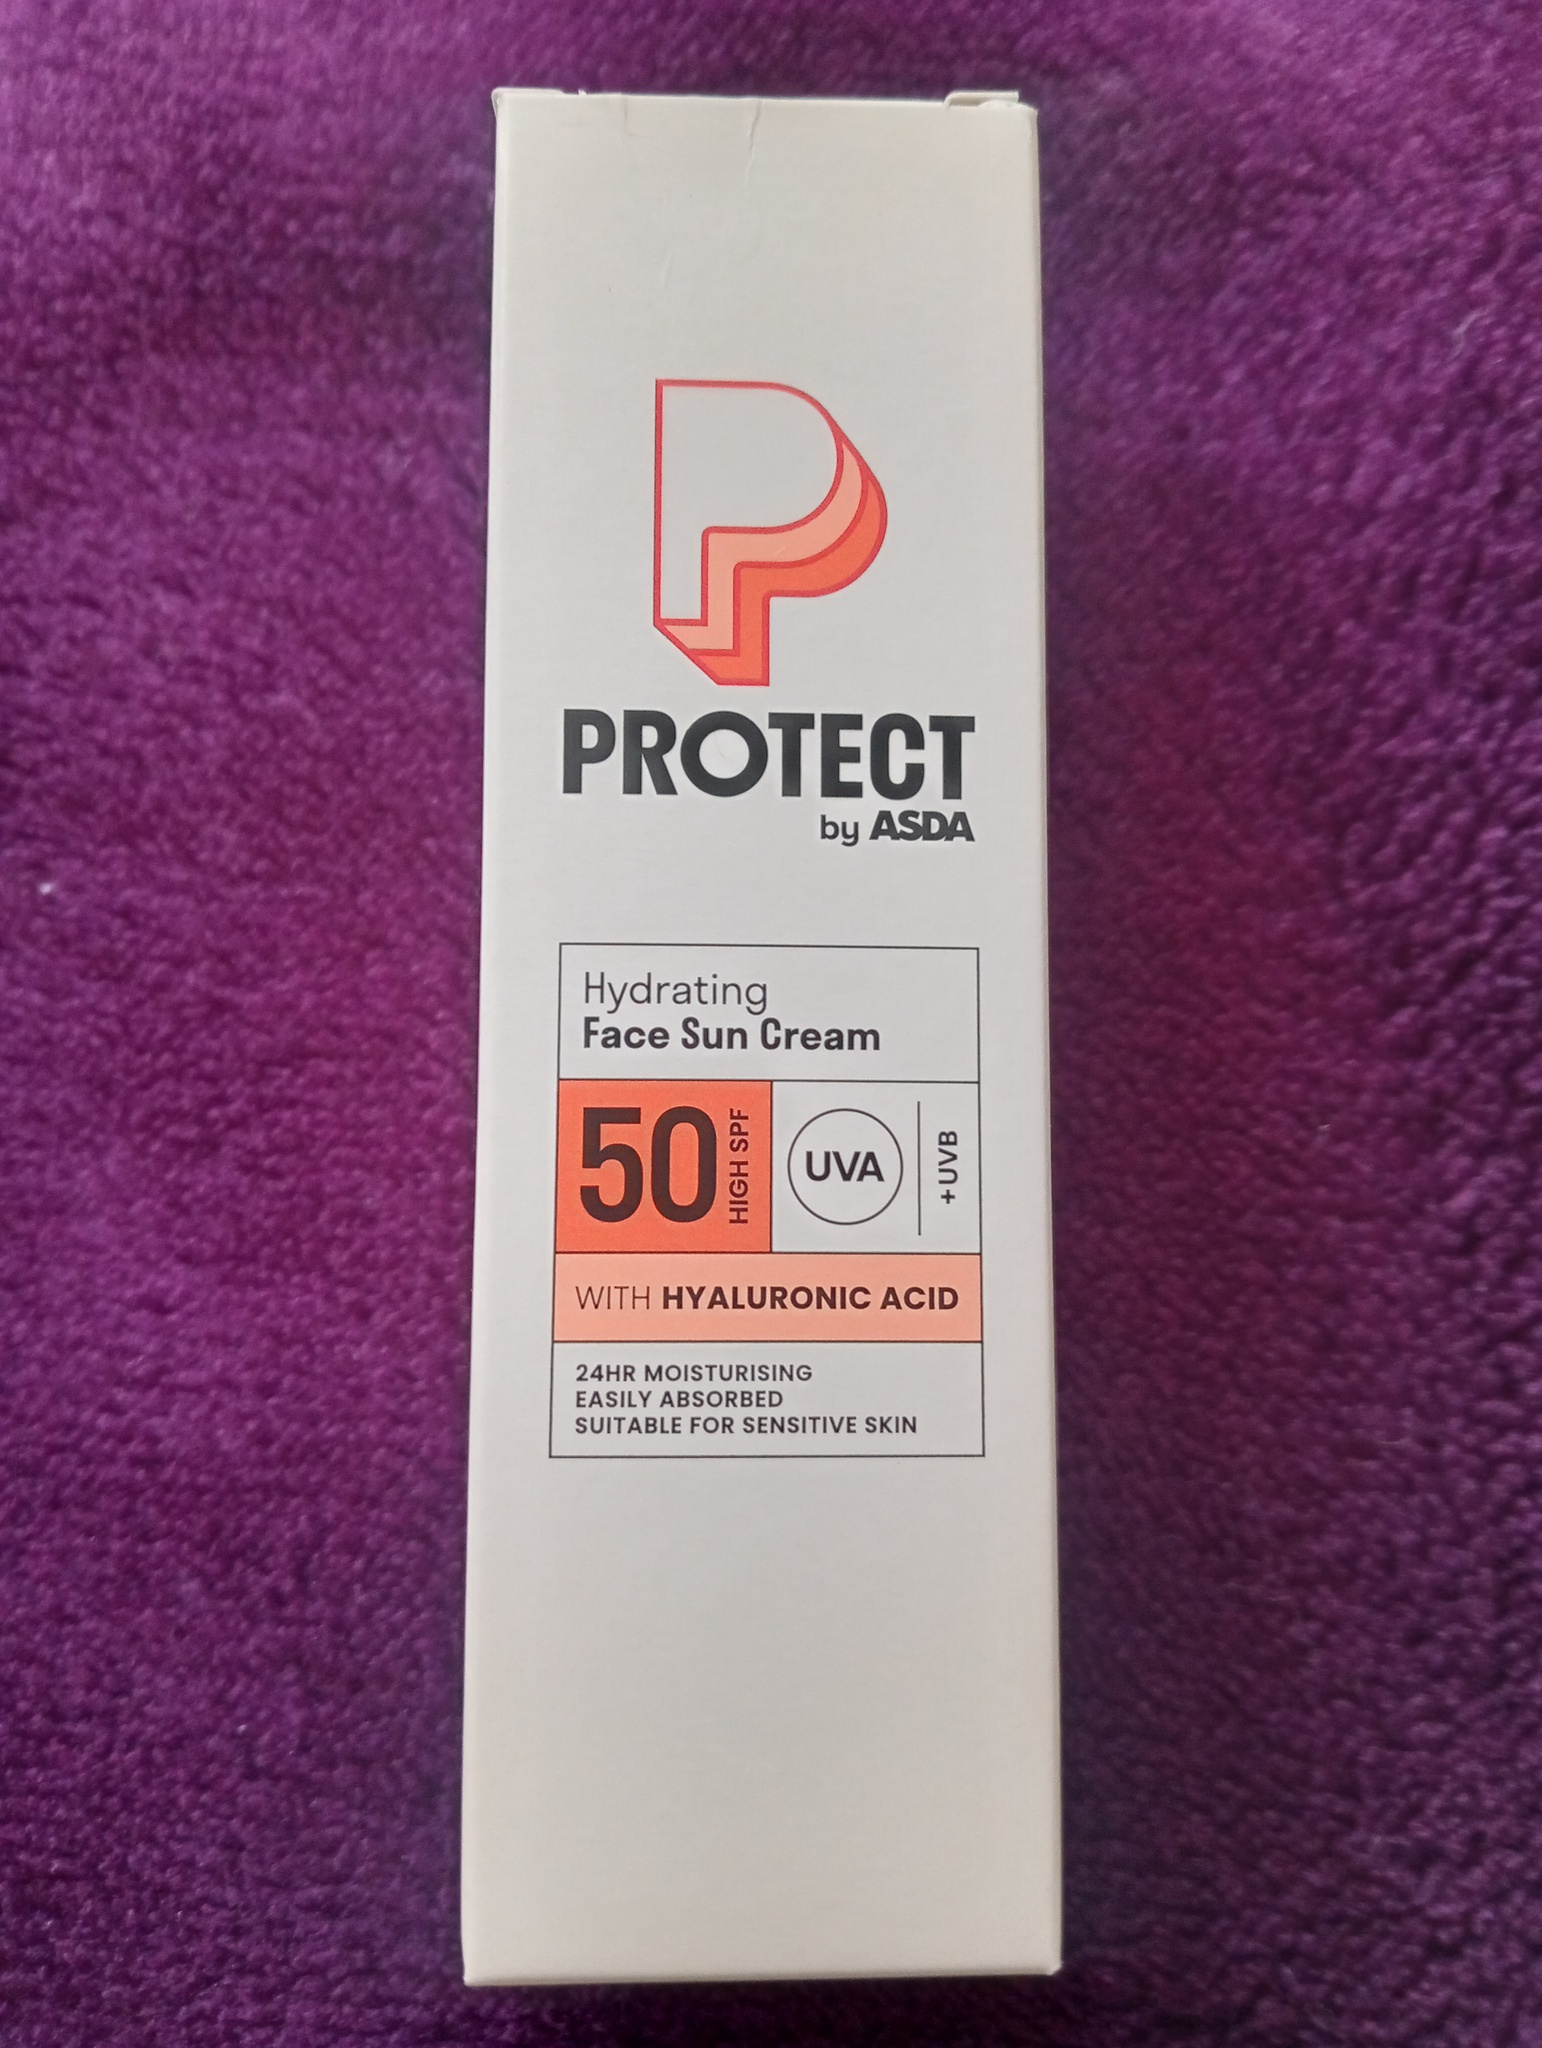 P
PROTECT
by ASDA
Hydrating
Face Sun Cream
50
HIGH SPF
UVA
+UVB
WITH HYALURONIC ACID
24HR MOISTURISING
EASILY ABSORBED
SUITABLE FOR SENSITIVE SKIN